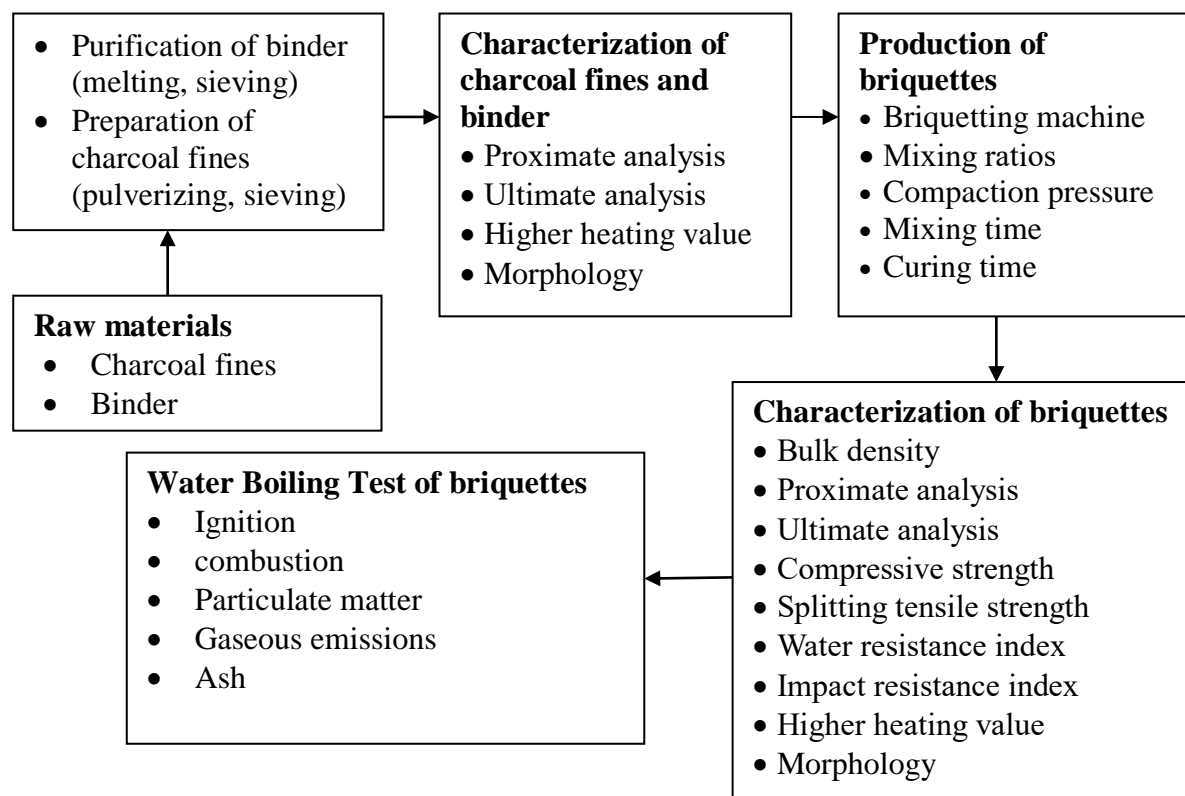 • Purification of binder
(melting, sieving)
• Preparation of
charcoal fines
(pulverizing, sieving)
Characterization of
charcoal fines and
binder
• Proximate analysis
• Ultimate analysis
• Higher heating value
• Morphology
Production of
briquettes
• Briquetting machine
• Mixing ratios
• Compaction pressure
• Mixing time
• Curing time
Raw materials
• Charcoal fines
• Binder
Characterization of briquettes
• Bulk density
• Proximate analysis
• Ultimate analysis
• Compressive strength
• Splitting tensile strength
• Water resistance index
• Impact resistance index
• Higher heating value
• Morphology
Water Boiling Test of briquettes
• Ignition
• combustion
• Particulate matter
• Gaseous emissions
• Ash